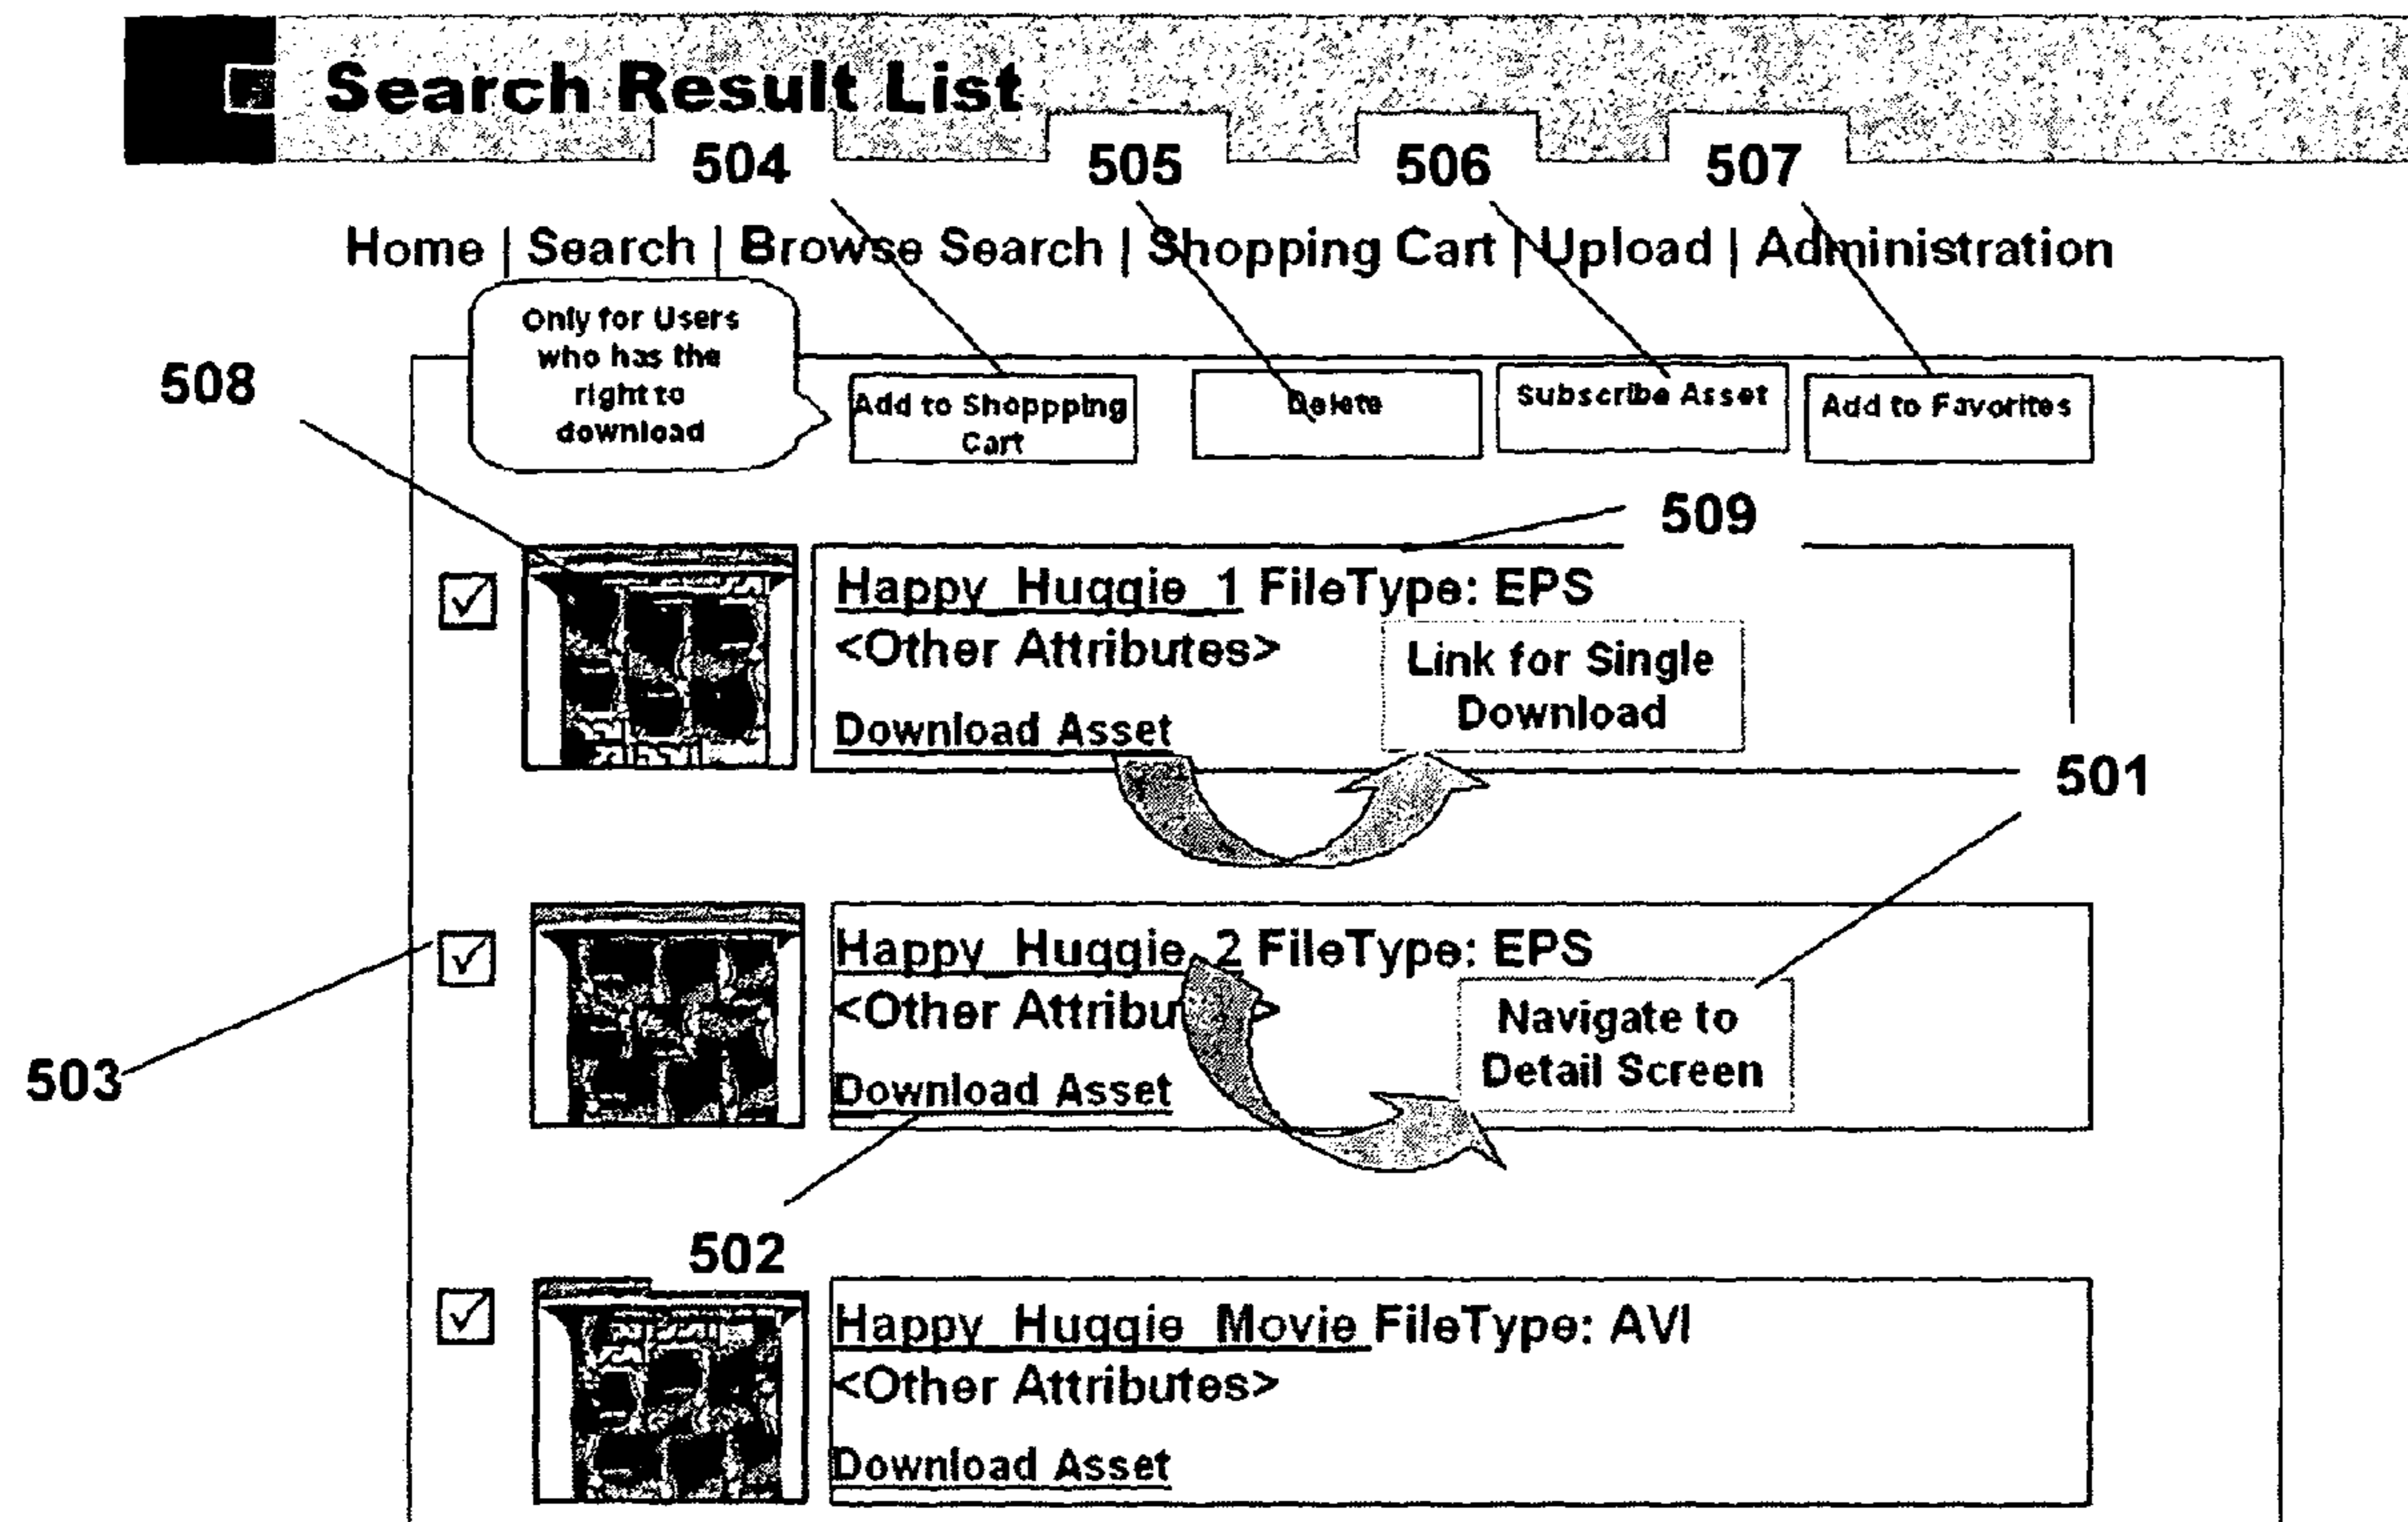 Search Result List
504 505 506 507
Home | Search | Browse Search | Shopping Cart | Upload | Administration
Only for Users
who has the
right to
download
508
Add to Shoppping
Cart
Delete
Subscribe Asset
Add to Favorites
509
Happy_Huggie_1 FileType: EPS
<Other Attributes>
Link for Single
Download
Download Asset
501
Happy_Huggie_2 FileType: EPS
<Other Attribu >
Navigate to
Detail Screen
Download Asset
503
502
Happy_Huggie_Movie FileType: AVI
<Other Attributes>
Download Asset